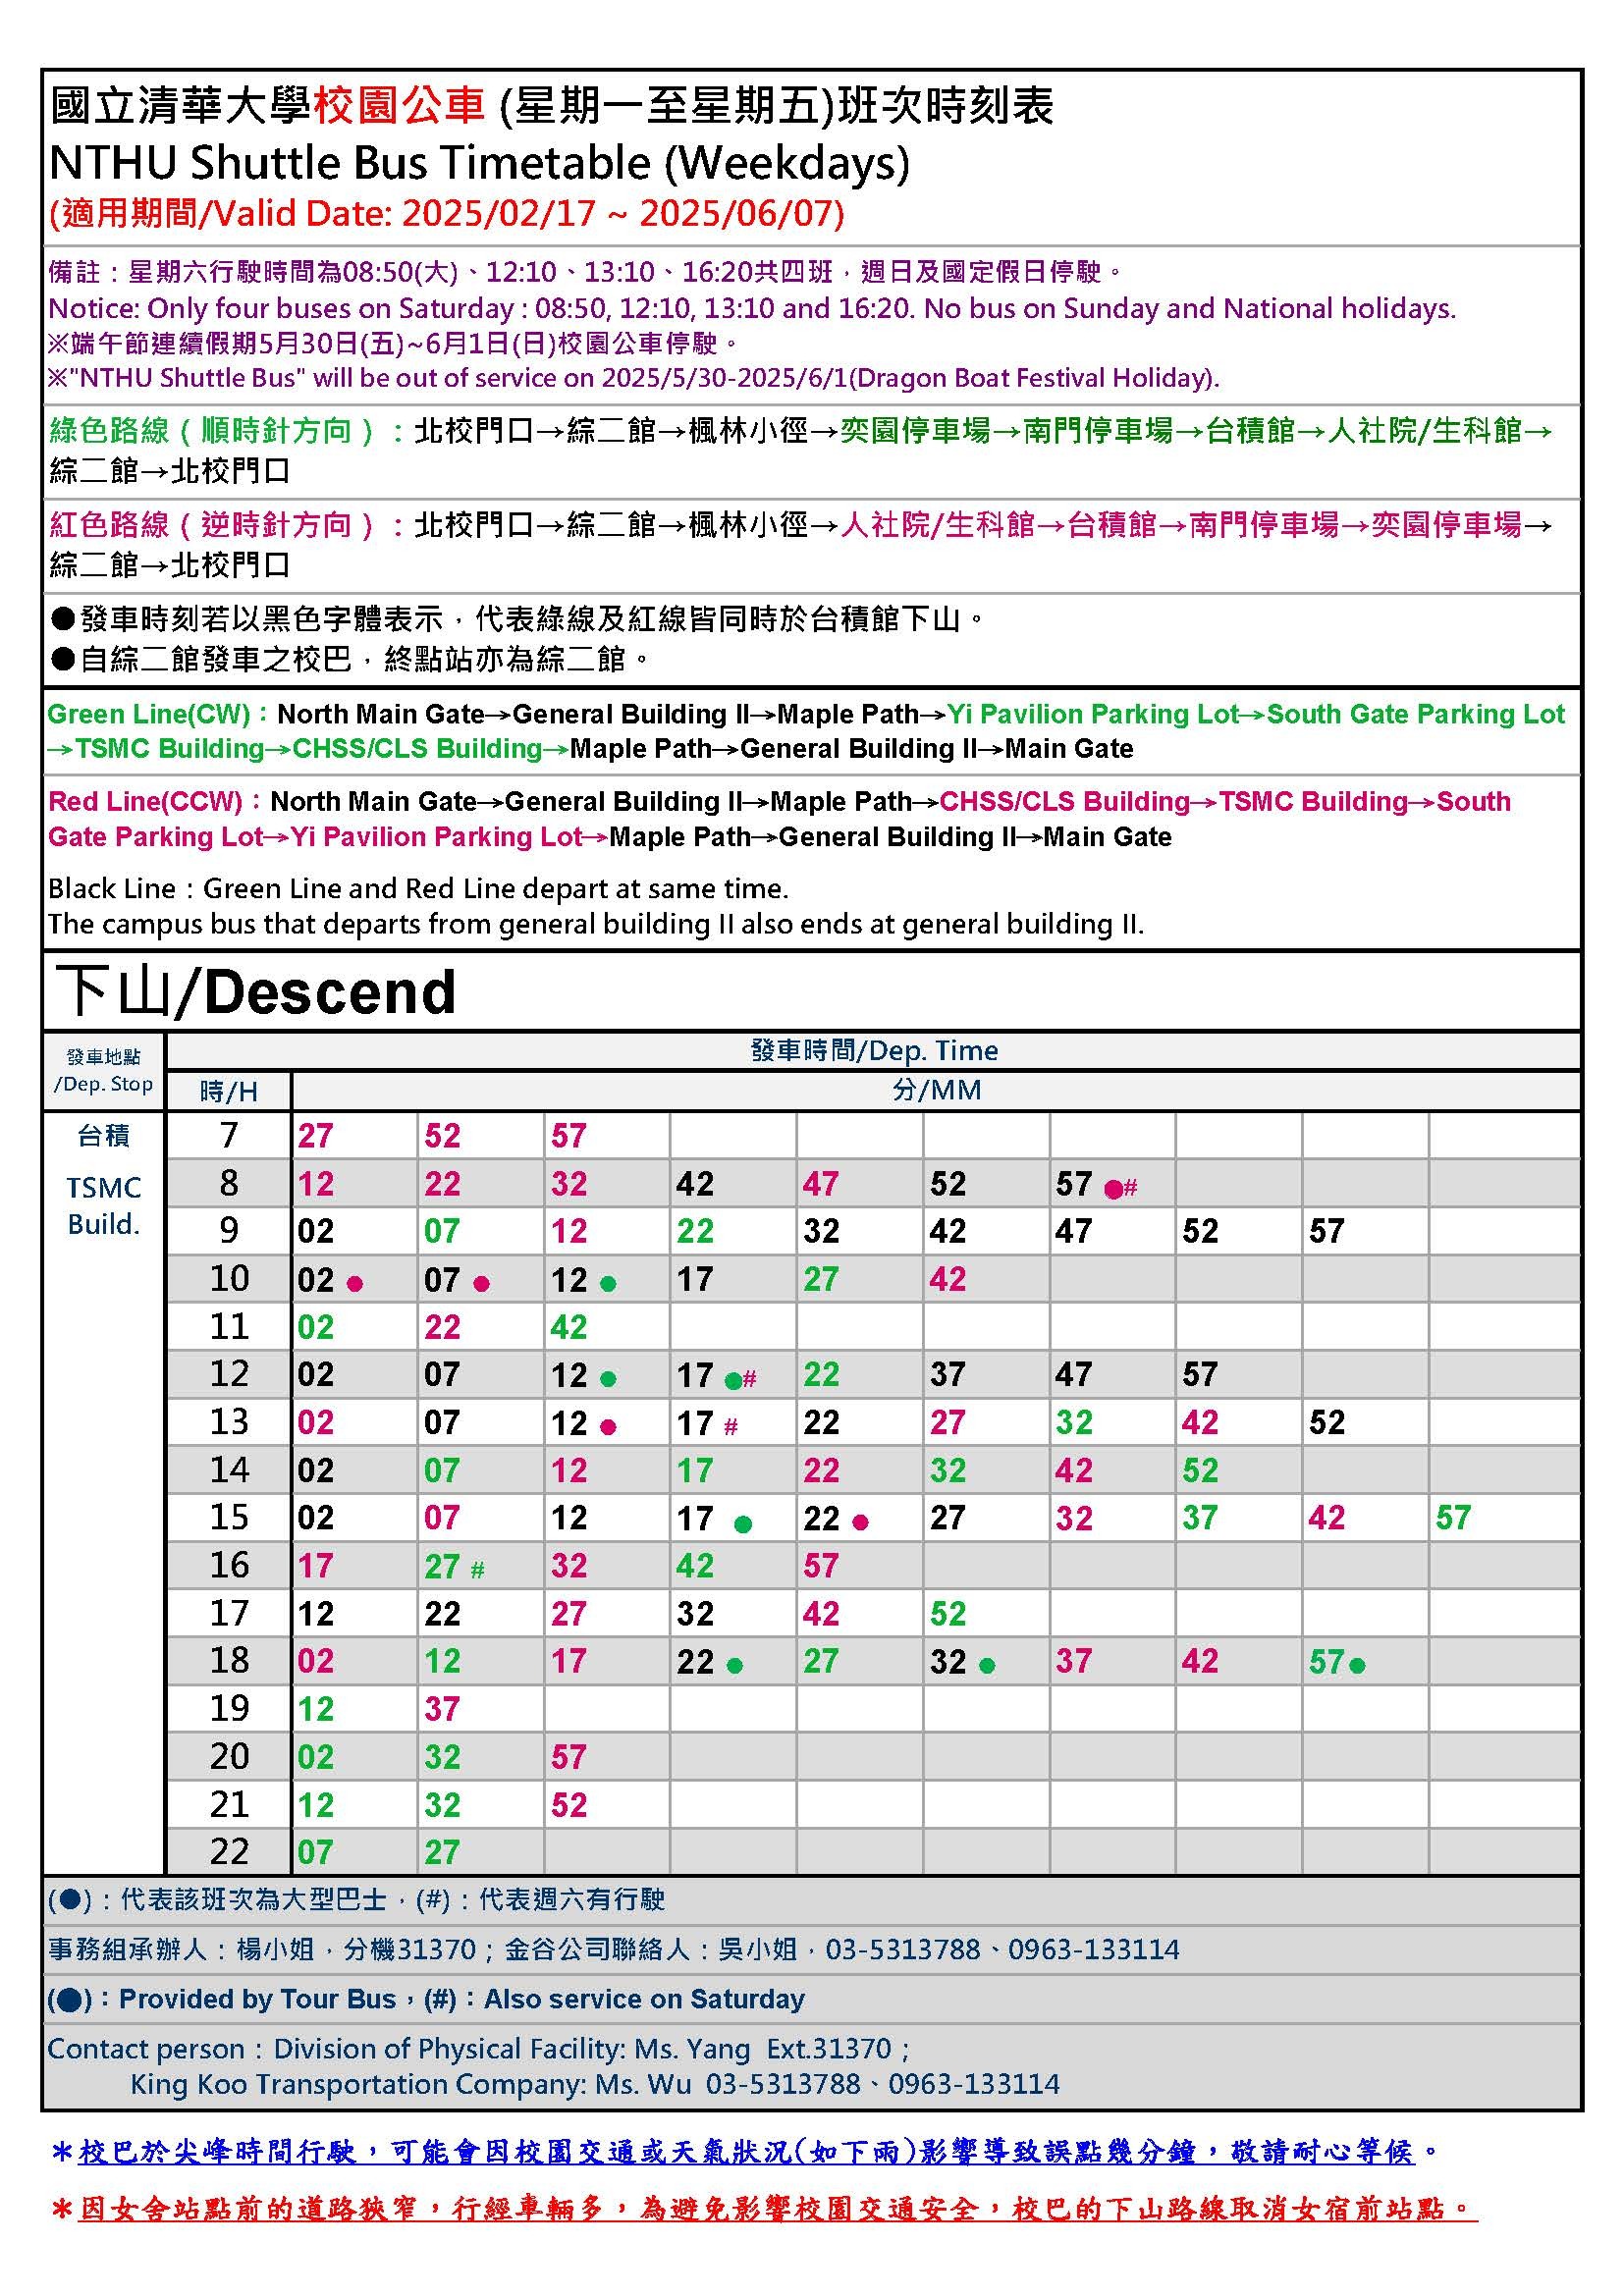 國立清華大學校園公車 (星期一至星期五)班次時刻表
NTHU Shuttle Bus Timetable (Weekdays)
(適用期間/Valid Date: 2025/02/17 ~ 2025/06/07)
備註：星期六行駛時間為08:50(大)、12:10、13:10、16:20共四班，週日及國定假日停駛。
Notice: Only four buses on Saturday : 08:50, 12:10, 13:10 and 16:20. No bus on Sunday and National holidays.
※端午節連續假期5月30日(五)~6月1日(日)校園公車停駛。
※"NTHU Shuttle Bus" will be out of service on 2025/5/30-2025/6/1(Dragon Boat Festival Holiday).
綠色路線（順時針方向）：北校門口→綜二館→楓林小徑→奕園停車場→南門停車場→台積館→人社院/生科館→
綜二館→北校門口
紅色路線（逆時針方向）：北校門口→綜二館→楓林小徑→人社院/生科館→台積館→南門停車場→奕園停車場→
綜二館→北校門口
●發車時刻若以黑色字體表示，代表綠線及紅線皆同時於台積館下山。
●自綜二館發車之校巴，終點站亦為綜二館。
Green Line(CW)：North Main Gate→General Building II→Maple Path→Yi Pavilion Parking Lot→South Gate Parking Lot
→TSMC Building→CHSS/CLS Building→Maple Path→General Building II→Main Gate
Red Line(CCW)：North Main Gate→General Building II→Maple Path→CHSS/CLS Building→TSMC Building→South
Gate Parking Lot→Yi Pavilion Parking Lot→Maple Path→General Building II→Main Gate
Black Line：Green Line and Red Line depart at same time.
The campus bus that departs from general building II also ends at general building II.
下山/Descend
發車地點
/Dep. Stop
發車時間/Dep. Time
時/H 分/MM
台積
TSMC
Build.
7 27 52 57
8 12 22 32 42 47 52 57 ●#
9 02 07 12 22 32 42 47 52 57
10 02 ● 07 ● 12 ● 17 27 42
11 02 22 42
12 02 07 12 ● 17 ●# 22 37 47 57
13 02 07 12 ● 17 # 22 27 32 42 52
14 02 07 12 17 22 32 42 52
15 02 07 12 17 ● 22 ● 27 32 37 42 57
16 17 27 # 32 42 57
17 12 22 27 32 42 52
18 02 12 17 22 ● 27 32 ● 37 42 57●
19 12 37
20 02 32 57
21 12 32 52
22 07 27
(●)：代表該班次為大型巴士，(#)：代表週六有行駛
事務組承辦人：楊小姐，分機31370；金谷公司聯絡人：吳小姐，03-5313788、0963-133114
(●)：Provided by Tour Bus，(#)：Also service on Saturday
Contact person：Division of Physical Facility: Ms. Yang Ext.31370；
King Koo Transportation Company: Ms. Wu 03-5313788、0963-133114
＊校巴於尖峰時間行駛，可能會因校園交通或天氣狀況(如下雨)影響導致誤點幾分鐘，敬請耐心等候。
＊因女舍站點前的道路狹窄，行經車輛多，為避免影響校園交通安全，校巴的下山路線取消女宿前站點。